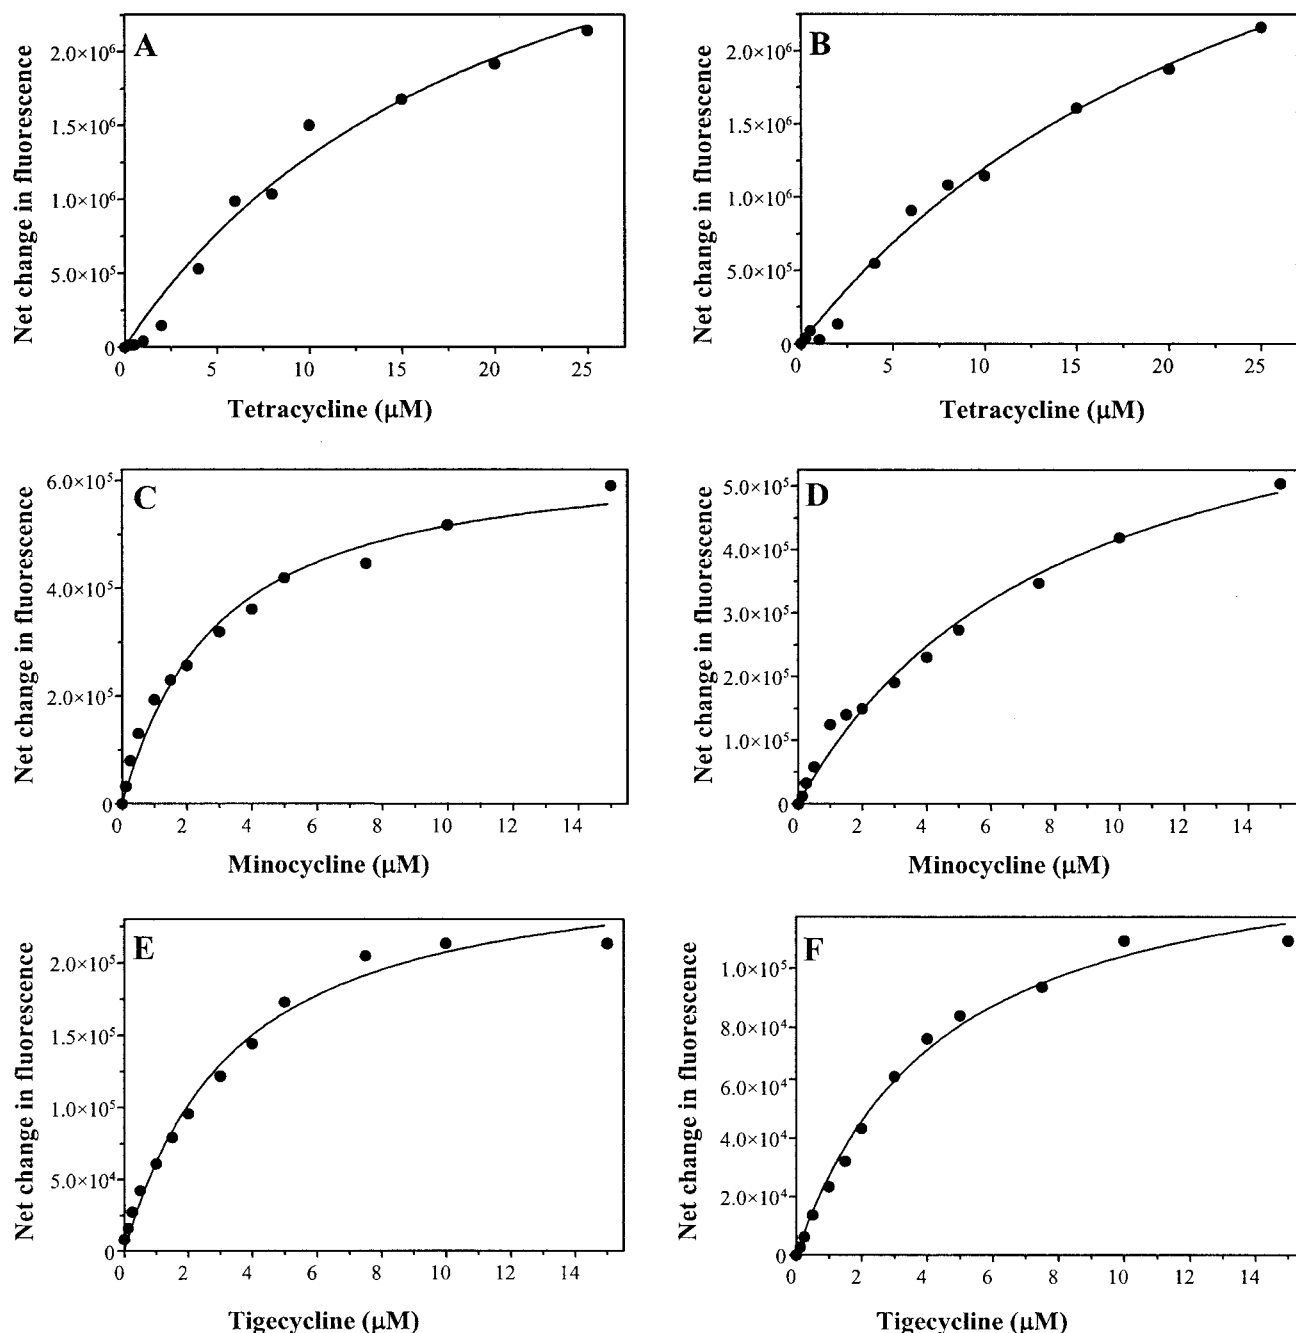 A
Net change in fluorescence
2.0×10⁶
1.5×10⁶
1.0×10⁶
5.0×10⁵
0
0 5 10 15 20 25
Tetracycline (μM)
B
Net change in fluorescence
2.0×10⁶
1.5×10⁶
1.0×10⁶
5.0×10⁵
0
0 5 10 15 20 25
Tetracycline (μM)
C
Net change in fluorescence
6.0×10⁵
4.0×10⁵
2.0×10⁵
0
0 2 4 6 8 10 12 14
Minocycline (μM)
D
Net change in fluorescence
5.0×10⁵
4.0×10⁵
3.0×10⁵
2.0×10⁵
1.0×10⁵
0
0 2 4 6 8 10 12 14
Minocycline (μM)
E
Net change in fluorescence
2.0×10⁵
1.5×10⁵
1.0×10⁵
5.0×10⁴
0
0 2 4 6 8 10 12 14
Tigecycline (μM)
F
Net change in fluorescence
1.0×10⁵
8.0×10⁴
6.0×10⁴
4.0×10⁴
2.0×10⁴
0
0 2 4 6 8 10 12 14
Tigecycline (μM)